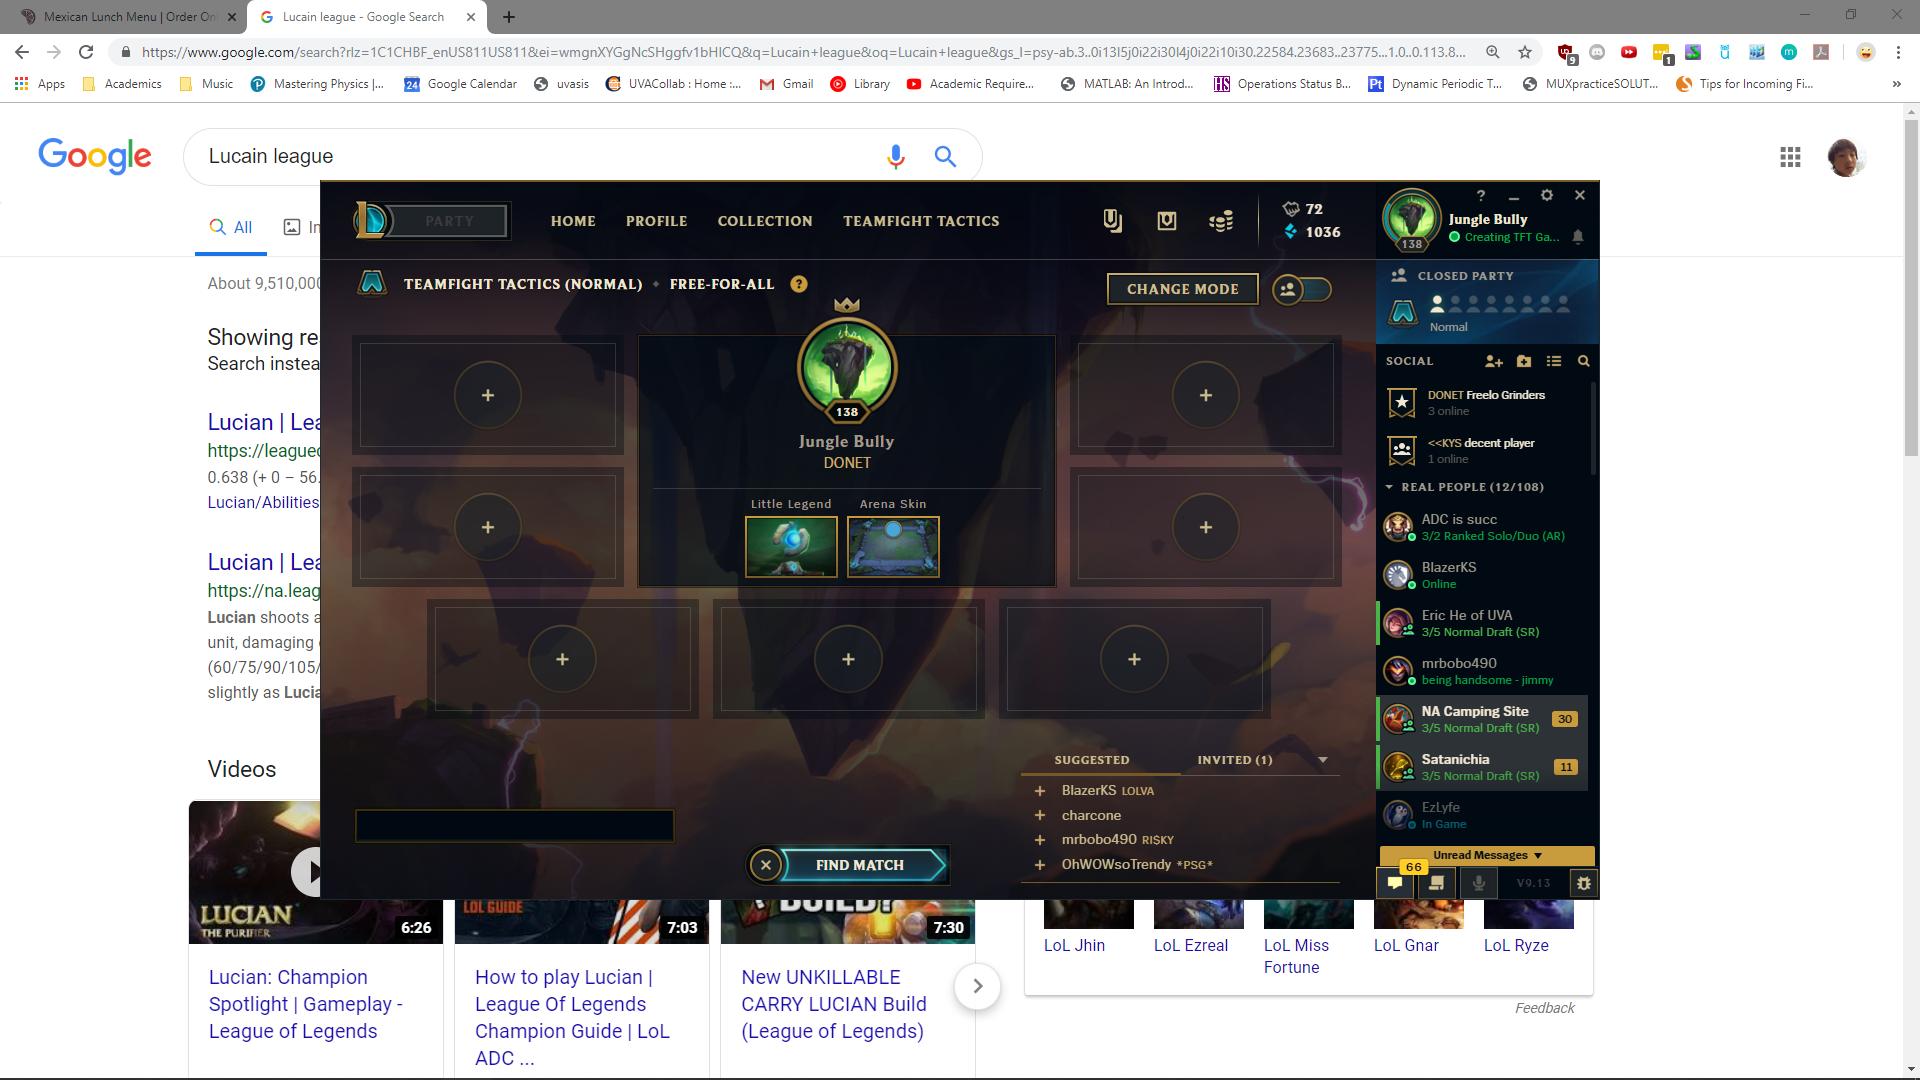 Mexican Lunch Menu | Order Onl
Lucain league - Google Search
https://www.google.com/search?rlz=1C1CHBF_enUS811US811&ei=wmgnXYGgNcSHggfv1bHICQ&q=Lucain+league&oq=Lucain+league&gs_l=psy-ab.3..0i13l5j0i22i30l4j0i22i10i30.22584.23683..23775...1.0..0.113.8...
9
1
Apps
Academics
Music
Mastering Physics |...
24
Google Calendar
uvasis
UVACollab : Home :...
Gmail
Library
Academic Require...
MATLAB: An Introd...
HS
Operations Status B...
Pt
Dynamic Periodic T...
MUXpracticeSOLUT...
Tips for Incoming Fi...
Google
Lucain league
All
In
About 9,510,000
Showing re
Search instea
Lucian | Lea
https://leagueo
0.638 (+ 0 – 56.
Lucian/Abilities
Lucian | Lea
https://na.leag
Lucian shoots a
unit, damaging
(60/75/90/105/
slightly as Lucia
Videos
PARTY
HOME
PROFILE
COLLECTION
TEAMFIGHT TACTICS
72
1036
TEAMFIGHT TACTICS (NORMAL) • FREE-FOR-ALL ?
CHANGE MODE
138
Jungle Bully
DONET
Little Legend
Arena Skin
SUGGESTED
INVITED (1)
+ BlazerKS LOLVA
+ charcone
+ mrbobo490 RI$KY
+ OhWOWsoTrendy *PSG*
FIND MATCH
?
Jungle Bully
138
Creating TFT Ga...
CLOSED PARTY
Normal
SOCIAL
DONET Freelo Grinders
3 online
<<KYS decent player
1 online
REAL PEOPLE (12/108)
ADC is succ
3/2 Ranked Solo/Duo (AR)
BlazerKS
Online
Eric He of UVA
3/5 Normal Draft (SR)
mrbobo490
being handsome - jimmy
NA Camping Site
3/5 Normal Draft (SR)
30
Satanichia
3/5 Normal Draft (SR)
11
EzLyfe
In Game
Unread Messages
66
V9.13
LUCIAN
THE PURIFIER
6:26
LOL GUIDE
7:03
BUILD?
7:30
Lucian: Champion
Spotlight | Gameplay -
League of Legends
How to play Lucian |
League Of Legends
Champion Guide | LoL
ADC ...
New UNKILLABLE
CARRY LUCIAN Build
(League of Legends)
LoL Jhin
LoL Ezreal
LoL Miss
Fortune
LoL Gnar
LoL Ryze
Feedback